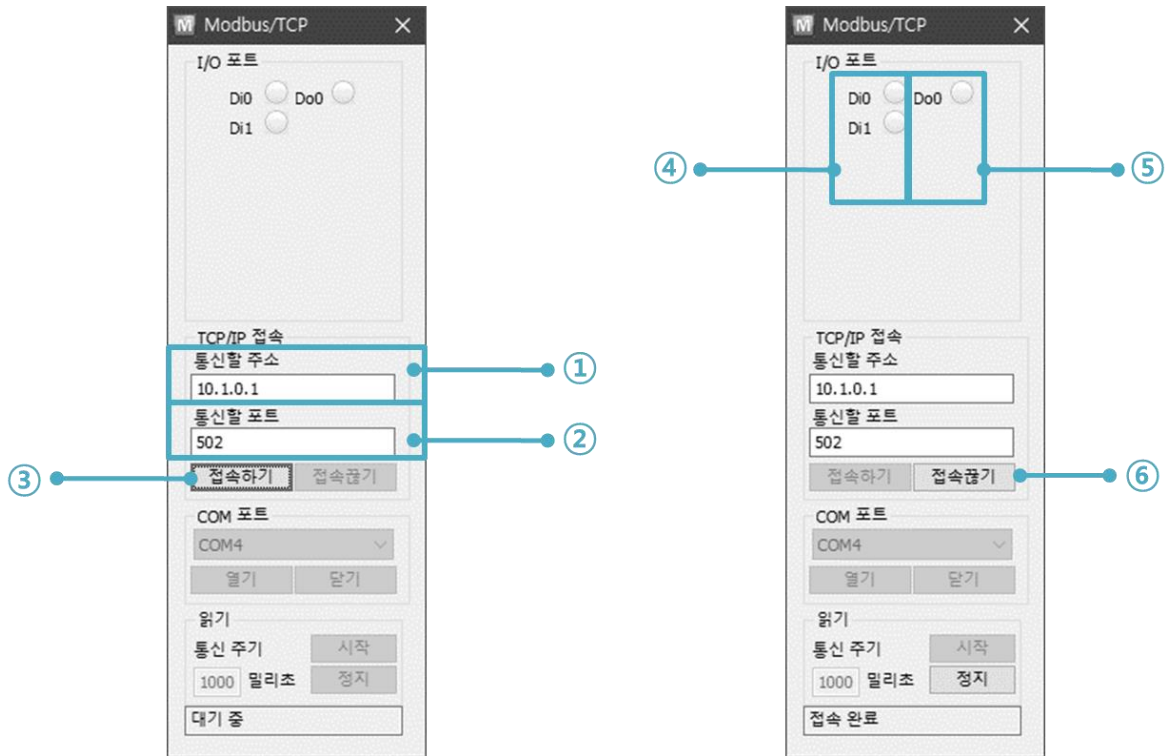 M Modbus/TCP
I/O 포트
Di0 Do0
Di1
TCP/IP 접속
통신할 주소
10.1.0.1
①
통신할 포트
502
②
③
접속하기 접속끊기
COM 포트
COM4
열기 닫기
읽기
통신 주기 시작
1000 밀리초 정지
대기 중
M Modbus/TCP
I/O 포트
Di0 Do0
Di1
④
⑤
TCP/IP 접속
통신할 주소
10.1.0.1
통신할 포트
502
접속하기 접속끊기
⑥
COM 포트
COM4
열기 닫기
읽기
통신 주기 시작
1000 밀리초 정지
접속 완료